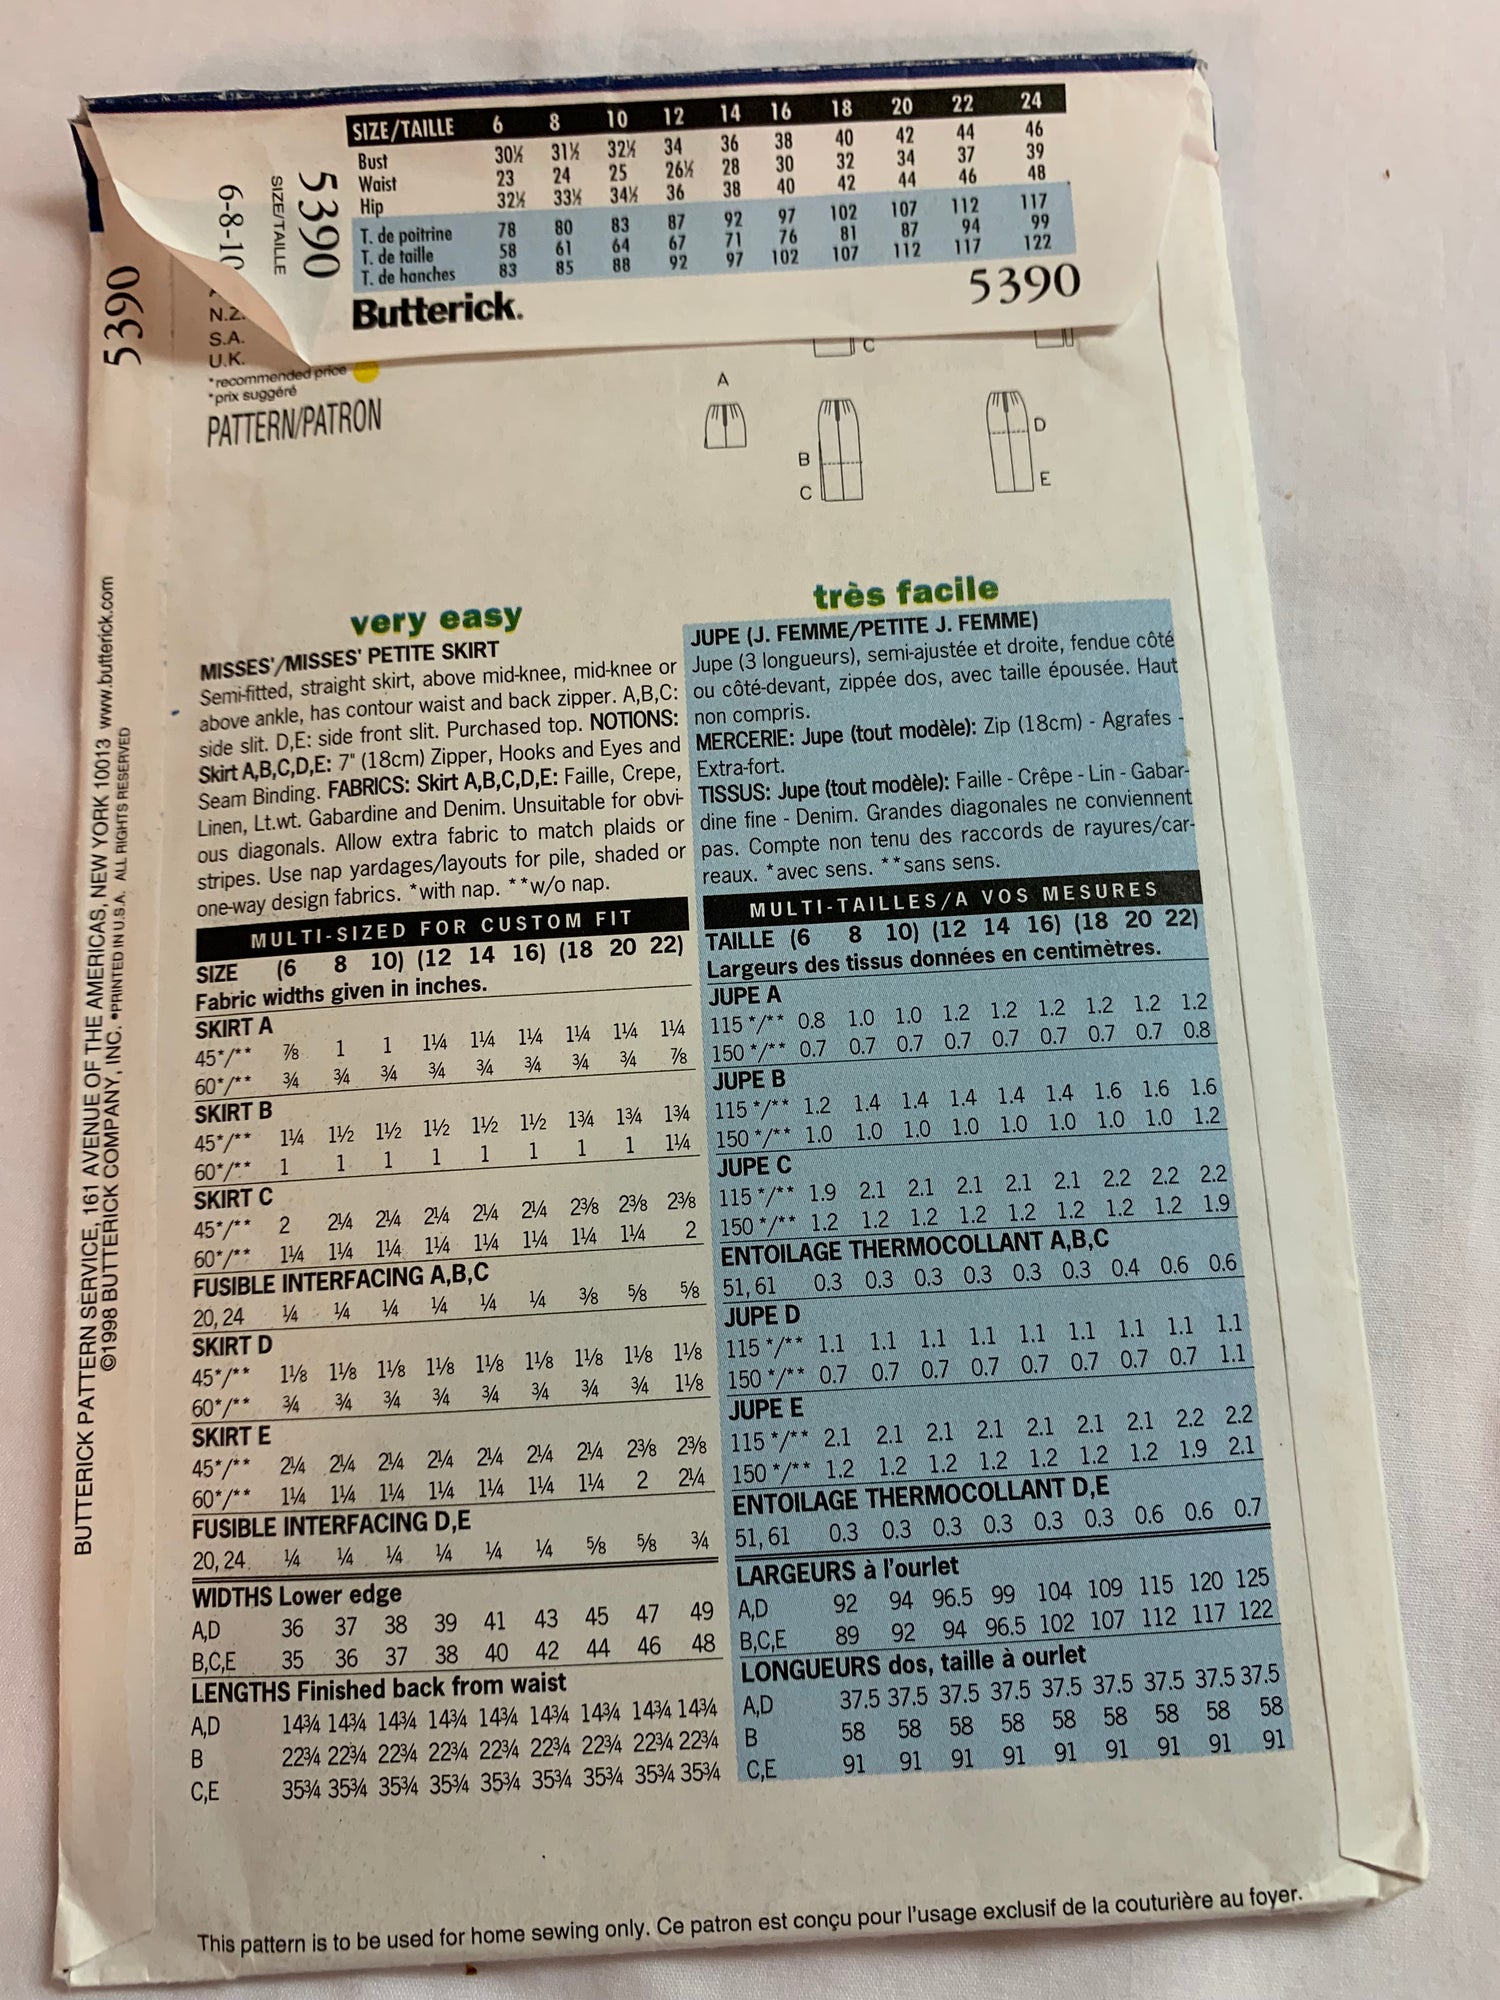 SIZE/TAILLE 6 8 10 12 14 16 18 20 22 24
Bust 30½ 31½ 32½ 34 36 38 40 42 44 46
Waist 23 24 25 26½ 28 30 32 34 37 39
Hip 32½ 33½ 34½ 36 38 40 42 44 46 48
T. de poitrine 78 80 83 87 92 97 102 107 112 117
T. de taille 58 61 64 67 71 76 81 87 94 99
T. de hanches 83 85 88 92 97 102 107 112 117 122
Butterick. 5390
5390
SIZE/TAILLE
6-8-10
5390
N.Z.
S.A.
U.K.
*recommended price
*prix suggéré
PATTERN/PATRON
C
A
B
C
D
E
very easy
MISSES'/MISSES' PETITE SKIRT
Semi-fitted, straight skirt, above mid-knee, mid-knee or
above ankle, has contour waist and back zipper. A,B,C:
side slit. D,E: side front slit. Purchased top. NOTIONS:
Skirt A,B,C,D,E: 7" (18cm) Zipper, Hooks and Eyes and
Seam Binding. FABRICS: Skirt A,B,C,D,E: Faille, Crepe,
Linen, Lt.wt. Gabardine and Denim. Unsuitable for obvi-
ous diagonals. Allow extra fabric to match plaids or
stripes. Use nap yardages/layouts for pile, shaded or
one-way design fabrics. *with nap. **w/o nap.
MULTI-SIZED FOR CUSTOM FIT
SIZE (6 8 10) (12 14 16) (18 20 22)
Fabric widths given in inches.
SKIRT A
45*/** ⅞ 1 1 1¼ 1¼ 1¼ 1¼ 1¼ 1¼
60*/** ¾ ¾ ¾ ¾ ¾ ¾ ¾ ¾ ⅞
SKIRT B
45*/** 1¼ 1½ 1½ 1½ 1½ 1½ 1¾ 1¾ 1¾
60*/** 1 1 1 1 1 1 1 1 1¼
SKIRT C
45*/** 2 2¼ 2¼ 2¼ 2¼ 2¼ 2⅜ 2⅜ 2⅜
60*/** 1¼ 1¼ 1¼ 1¼ 1¼ 1¼ 1¼ 1¼ 2
FUSIBLE INTERFACING A,B,C
20, 24 ¼ ¼ ¼ ¼ ¼ ¼ ⅜ ⅝ ⅝
SKIRT D
45*/** 1⅛ 1⅛ 1⅛ 1⅛ 1⅛ 1⅛ 1⅛ 1⅛ 1⅛
60*/** ¾ ¾ ¾ ¾ ¾ ¾ ¾ ¾ 1⅛
SKIRT E
45*/** 2¼ 2¼ 2¼ 2¼ 2¼ 2¼ 2¼ 2⅜ 2⅜
60*/** 1¼ 1¼ 1¼ 1¼ 1¼ 1¼ 1¼ 2 2¼
FUSIBLE INTERFACING D,E
20, 24 ¼ ¼ ¼ ¼ ¼ ¼ ⅝ ⅝ ¾
WIDTHS Lower edge
A,D 36 37 38 39 41 43 45 47 49
B,C,E 35 36 37 38 40 42 44 46 48
LENGTHS Finished back from waist
A,D 14¾ 14¾ 14¾ 14¾ 14¾ 14¾ 14¾ 14¾ 14¾
B 22¾ 22¾ 22¾ 22¾ 22¾ 22¾ 22¾ 22¾ 22¾
C,E 35¾ 35¾ 35¾ 35¾ 35¾ 35¾ 35¾ 35¾ 35¾
très facile
JUPE (J. FEMME/PETITE J. FEMME)
Jupe (3 longueurs), semi-ajustée et droite, fendue côté
ou côté-devant, zippée dos, avec taille épousée. Haut
non compris.
MERCERIE: Jupe (tout modèle): Zip (18cm) - Agrafes -
Extra-fort.
TISSUS: Jupe (tout modèle): Faille - Crêpe - Lin - Gabar-
dine fine - Denim. Grandes diagonales ne conviennent
pas. Compte non tenu des raccords de rayures/car-
reaux. *avec sens. **sans sens.
MULTI-TAILLES/A VOS MESURES
TAILLE (6 8 10) (12 14 16) (18 20 22)
Largeurs des tissus données en centimètres.
JUPE A
115*/** 0.8 1.0 1.0 1.2 1.2 1.2 1.2 1.2 1.2
150*/** 0.7 0.7 0.7 0.7 0.7 0.7 0.7 0.7 0.8
JUPE B
115*/** 1.2 1.4 1.4 1.4 1.4 1.4 1.6 1.6 1.6
150*/** 1.0 1.0 1.0 1.0 1.0 1.0 1.0 1.0 1.2
JUPE C
115*/** 1.9 2.1 2.1 2.1 2.1 2.1 2.2 2.2 2.2
150*/** 1.2 1.2 1.2 1.2 1.2 1.2 1.2 1.2 1.9
ENTOILAGE THERMOCOLLANT A,B,C
51, 61 0.3 0.3 0.3 0.3 0.3 0.3 0.4 0.6 0.6
JUPE D
115*/** 1.1 1.1 1.1 1.1 1.1 1.1 1.1 1.1 1.1
150*/** 0.7 0.7 0.7 0.7 0.7 0.7 0.7 0.7 1.1
JUPE E
115*/** 2.1 2.1 2.1 2.1 2.1 2.1 2.1 2.2 2.2
150*/** 1.2 1.2 1.2 1.2 1.2 1.2 1.2 1.9 2.1
ENTOILAGE THERMOCOLLANT D,E
51, 61 0.3 0.3 0.3 0.3 0.3 0.3 0.6 0.6 0.7
LARGEURS à l'ourlet
A,D 92 94 96.5 99 104 109 115 120 125
B,C,E 89 92 94 96.5 102 107 112 117 122
LONGUEURS dos, taille à ourlet
A,D 37.5 37.5 37.5 37.5 37.5 37.5 37.5 37.5 37.5
B 58 58 58 58 58 58 58 58 58
C,E 91 91 91 91 91 91 91 91 91
BUTTERICK PATTERN SERVICE, 161 AVENUE OF THE AMERICAS, NEW YORK 10013 www.butterick.com
©1998 BUTTERICK COMPANY, INC. •PRINTED IN U.S.A. ALL RIGHTS RESERVED
This pattern is to be used for home sewing only. Ce patron est conçu pour l'usage exclusif de la couturière au foyer.